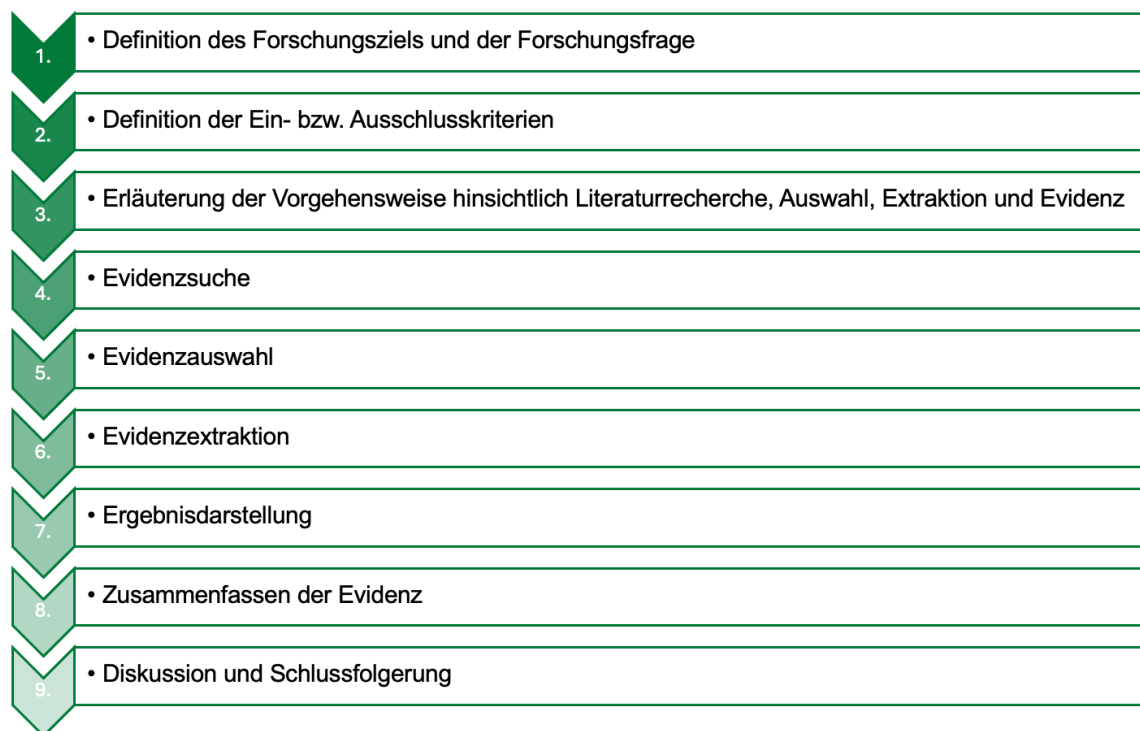 1. • Definition des Forschungsziels und der Forschungsfrage
2. • Definition der Ein- bzw. Ausschlusskriterien
3. • Erläuterung der Vorgehensweise hinsichtlich Literaturrecherche, Auswahl, Extraktion und Evidenz
4. • Evidenzsuche
5. • Evidenzauswahl
6. • Evidenzextraktion
7. • Ergebnisdarstellung
8. • Zusammenfassen der Evidenz
9. • Diskussion und Schlussfolgerung